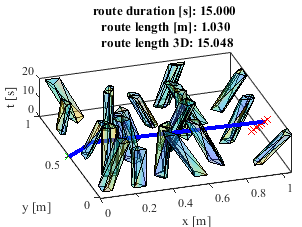 route duration [s]: 15.000
route length [m]: 1.030
route length 3D: 15.048
t [s]
20
10
0
1
0.5
0
y [m]
0
0.2
0.4
0.6
0.8
1
x [m]